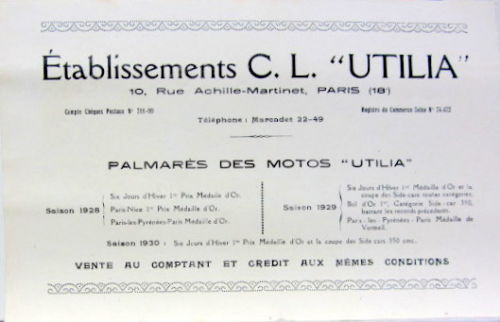 Établissements C. L. "UTILIA"
10, Rue Achille-Martinet, PARIS (18e)
Compte Chèques Postaux No
Registre du Commerce Seine No
Téléphone : Marcadet 22-49
PALMARÈS DES MOTOS "UTILIA"
Saison 1928
Six Jours d'Hiver 1er Prix Médaille d'Or.
Paris-Nice 1er Prix Médaille d'Or.
Paris-les Pyrénées-Paris Médaille d'Or.
Saison 1929
Six Jours d'Hiver 1re Médaille d'Or et la
coupe des Side-cars toutes catégories.
Bol d'Or 1er, Catégorie Side-car 350,
battant les records précédents.
Paris-les-Pyrénées-Paris Médaille de
Vermeil.
Saison 1930 : Six Jours d'Hiver 1er Prix Médaille d'Or et la coupe des Side-cars 350 cmc.
VENTE AU COMPTANT ET CREDIT AUX MÊMES CONDITIONS